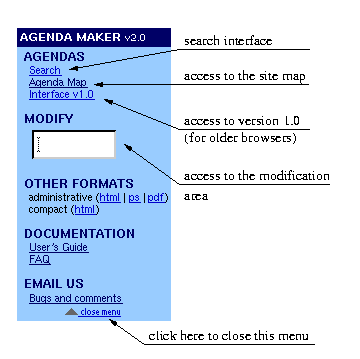 AGENDA MAKER v2.0
search interface
AGENDAS
Search
access to the site map
Agenda Map
Interface v1.0
access to version 1.0
(for older browsers)
MODIFY
access to the modification
area
OTHER FORMATS
administrative (html | ps | pdf)
compact (html)
DOCUMENTATION
User's Guide
FAQ
EMAIL US
Bugs and comments
close menu
click here to close this menu